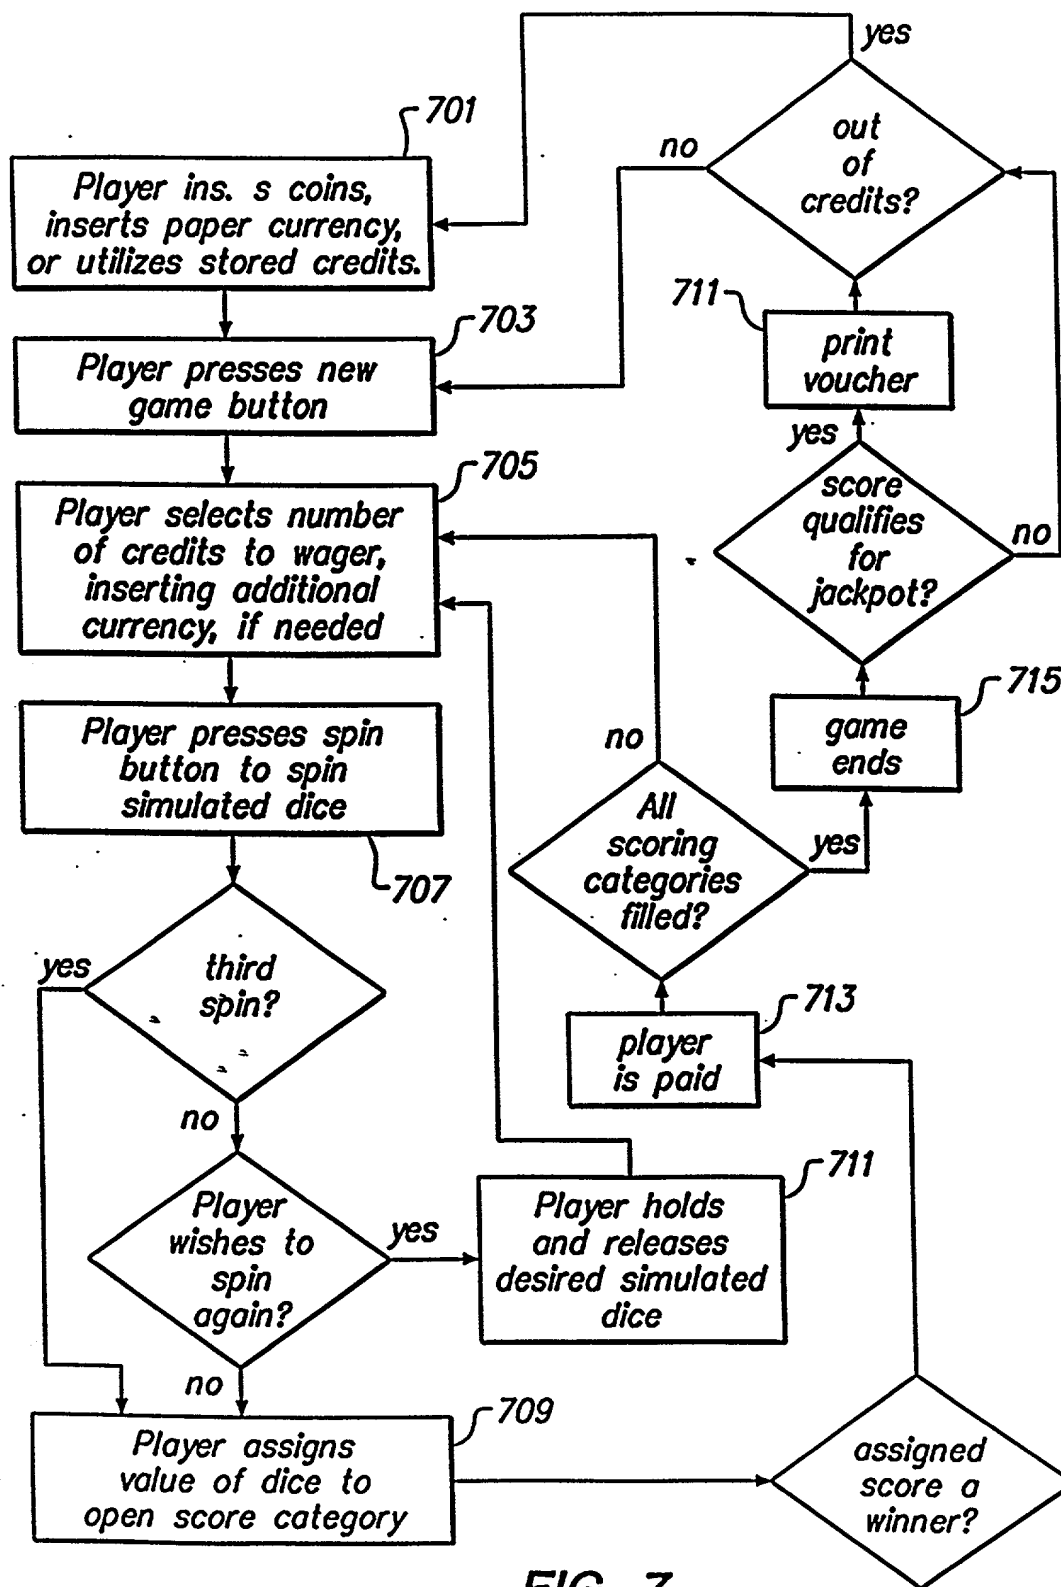 701
Player ins. s coins,
inserts paper currency,
or utilizes stored credits.
703
Player presses new
game button
705
Player selects number
of credits to wager,
inserting additional
currency, if needed
Player presses spin
button to spin
simulated dice
707
third
spin?
yes
no
Player
wishes to
spin
again?
yes
no
711
Player holds
and releases
desired simulated
dice
709
Player assigns
value of dice to
open score category
assigned
score a
winner?
713
player
is paid
All
scoring
categories
filled?
no
yes
715
game
ends
score
qualifies
for
jackpot?
yes
no
711
print
voucher
out
of
credits?
no
yes